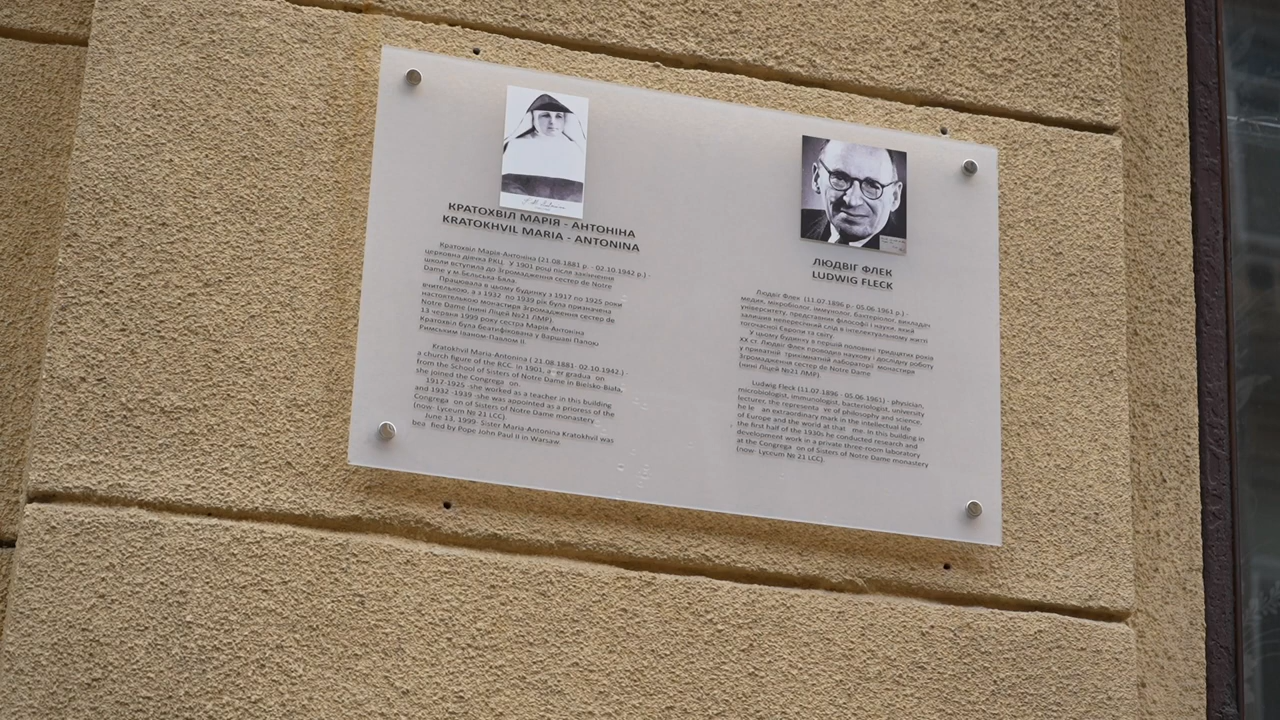 КРАТОХВІЛ МАРІЯ - АНТОНІНА
KRATOKHVIL MARIA - ANTONINA
Кратохвіл Марія-Антоніна (21.08.1881 р. - 02.10.1942 р.) -
церковна діячка РКЦ. У 1901 році після закінчення
школи вступила до Згромадження сестер de Notre
Dame у м.Бєльська-Бяла.
Працювала в цьому будинку з 1917 по 1925 роки
вчителькою, а з 1932 по 1939 рік була призначена
настоятелькою монастиря Згромадження сестер de
Notre Dame (нині Ліцей №21 ЛМР).
13 червня 1999 року сестра Марія-Антоніна
Кратохвіл була беатифікована у Варшаві Папою
Римським Іваном-Павлом ІІ.
Kratokhvil Maria-Antonina ( 21.08.1881- 02.10.1942.) -
a church figure of the RCC. In 1901, a er gradua on
from the School of Sisters of Notre Dame in Bielsko-Biala,
she joined the Congrega on.
1917-1925 -she worked as a teacher in this building
and 1932 -1939 -she was appointed as a prioress of the
Congrega on of Sisters of Notre Dame monastery
(now- Lyceum № 21 LCC).
June 13, 1999- Sister Maria-Antonina Kratokhvil was
bea fied by Pope John Paul II in Warsaw.
ЛЮДВІГ ФЛЕК
LUDWIG FLECK
Людвіг Флек (11.07.1896 р.- 05.06.1961 р.) -
медик, мікробіолог, імунолог, бактеріолог, викладач
університету, представник філософії і науки, який
залишив непересічний слід в інтелектуальному житті
тогочасної Європи та світу.
У цьому будинку в першій половині тридцятих років
ХХ ст. Людвіг Флек проводив наукову і дослідну роботу
у приватній трикімнатній лабораторії монастиря
Згромадження сестер de Notre Dame
(нині Ліцей №21 ЛМР).
Ludwig Fleck (11.07-1896 - 05.06-1961) - physician,
microbiologist, immunologist, bacteriologist, university
lectures, the representa ve of philosophy and science,
he le an extraordinary mark in the intellectual life
of Europe and the world at that me. In this building in
the first half of the 1930s he conducted research and
development work in a private three-room laboratory
at the Congrega on of Sisters of Notre Dame monastery
(now- Lyceum № 21 LCC).